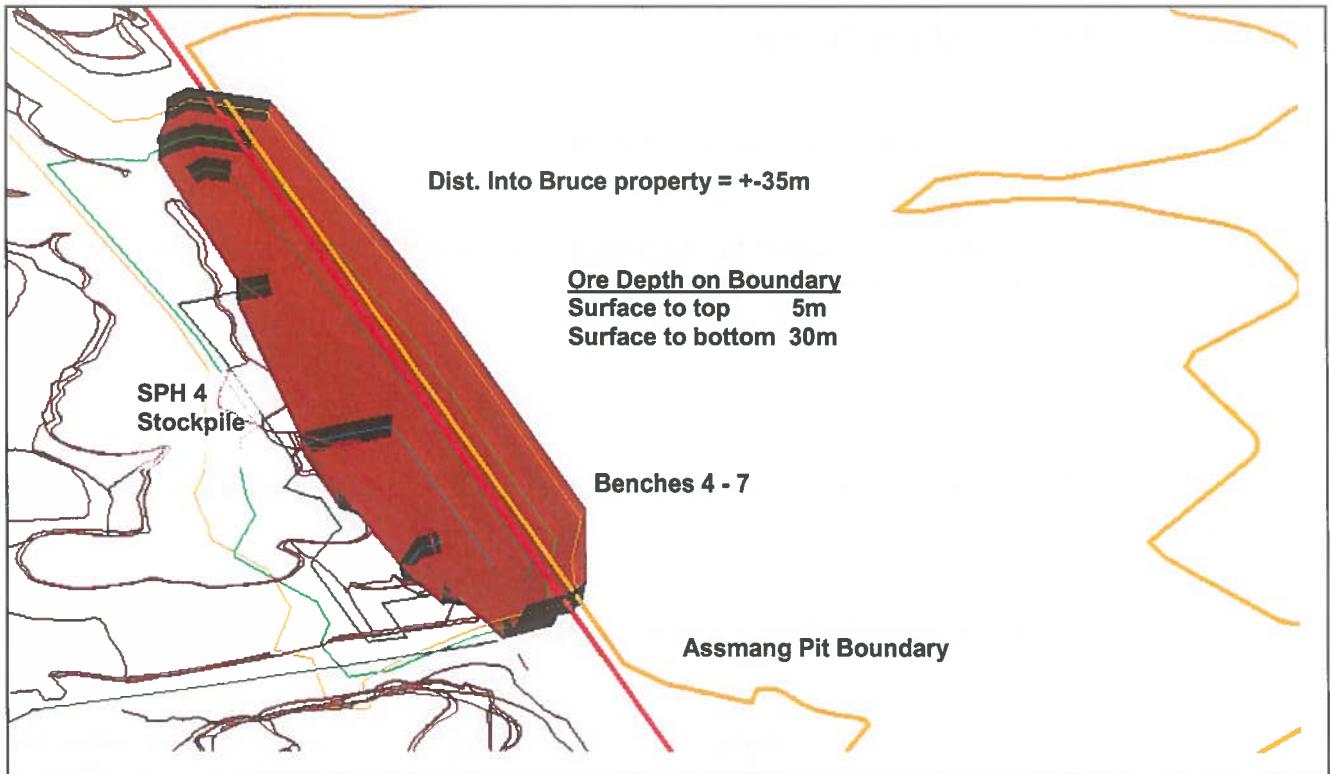 Dist. Into Bruce property = +-35m
Ore Depth on Boundary
Surface to top 5m
Surface to bottom 30m
SPH 4
Stockpile
Benches 4 - 7
Assmang Pit Boundary